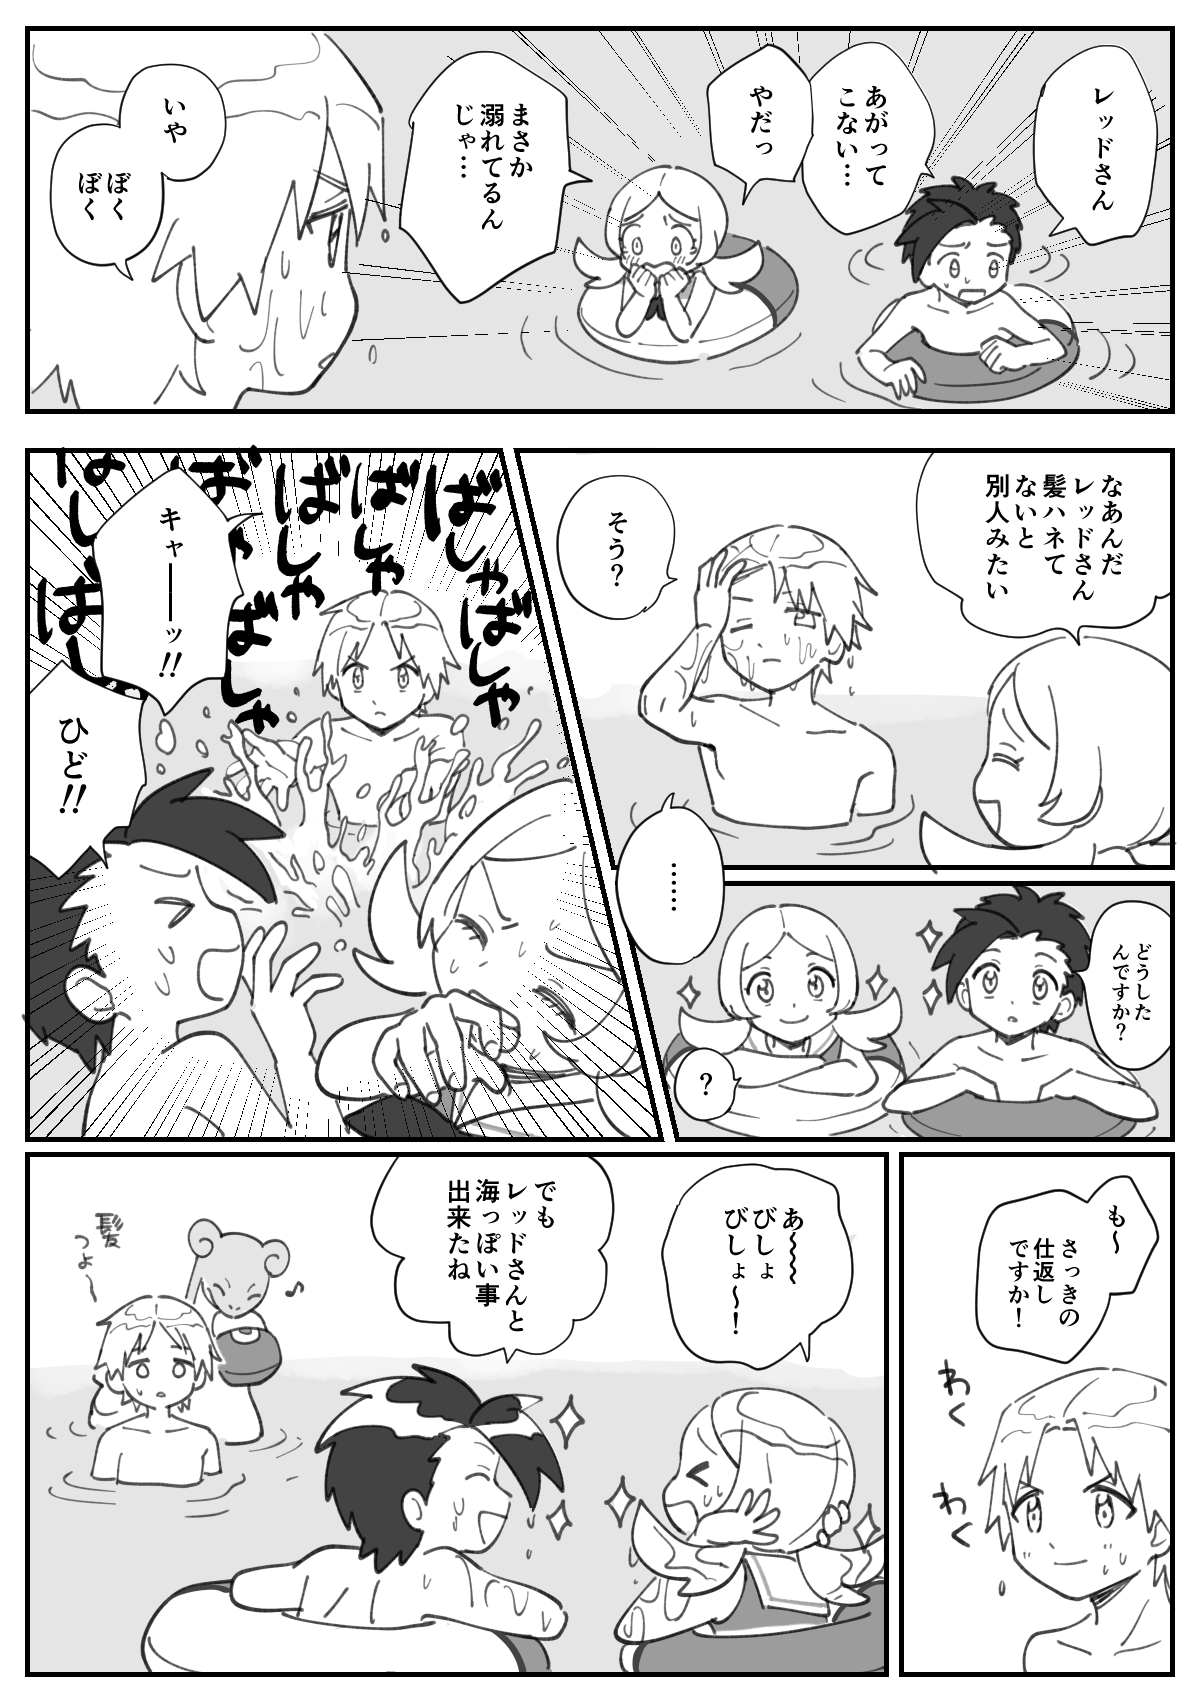 レッドさん
あがって
こない…
やだっ
まさか
溺れてるん
じゃ…
いや
ぼく
ぼく
なあんだ
レッドさん
髪ハネて
ないと
別人みたい
そう?
どうした
んですか?
?
……
ばしゃばしゃ
ばしゃ
ばしゃ
ばしゃ
キャーーッ!!
ひど!!
も〜
さっきの
仕返し
ですか!
わく
わく
あ〜〜〜
びしょ
びしょ〜!
でも
レッドさんと
海っぽい事
出来たね
髪
つよ〜
♪